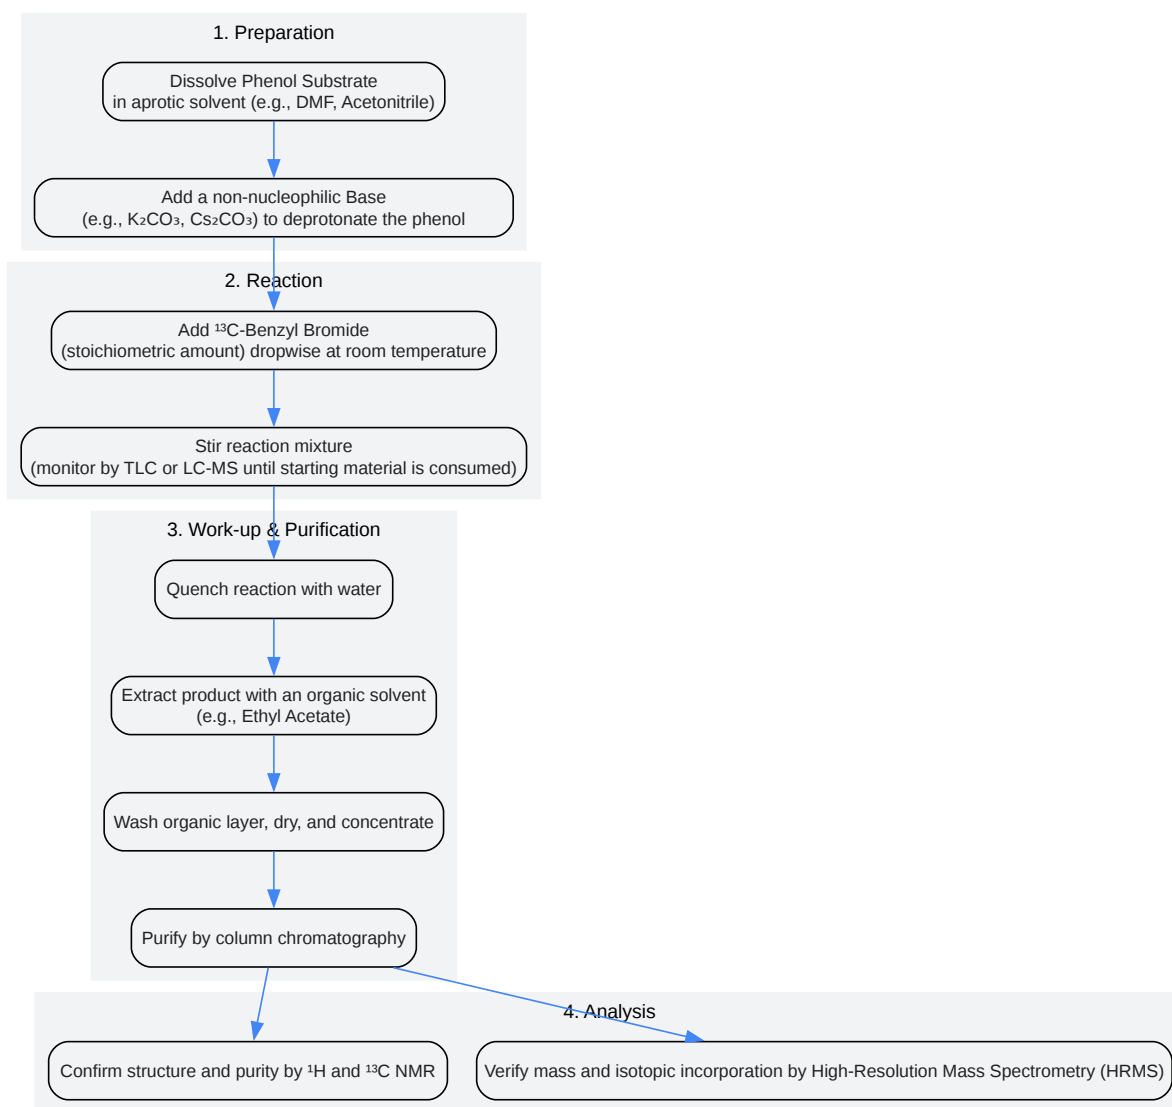 1. Preparation
Dissolve Phenol Substrate
in aprotic solvent (e.g., DMF, Acetonitrile)
Add a non-nucleophilic Base
(e.g., K₂CO₃, Cs₂CO₃) to deprotonate the phenol
2. Reaction
Add ¹³C-Benzyl Bromide
(stoichiometric amount) dropwise at room temperature
Stir reaction mixture
(monitor by TLC or LC-MS until starting material is consumed)
3. Work-up & Purification
Quench reaction with water
Extract product with an organic solvent
(e.g., Ethyl Acetate)
Wash organic layer, dry, and concentrate
Purify by column chromatography
4. Analysis
Confirm structure and purity by ¹H and ¹³C NMR
Verify mass and isotopic incorporation by High-Resolution Mass Spectrometry (HRMS)